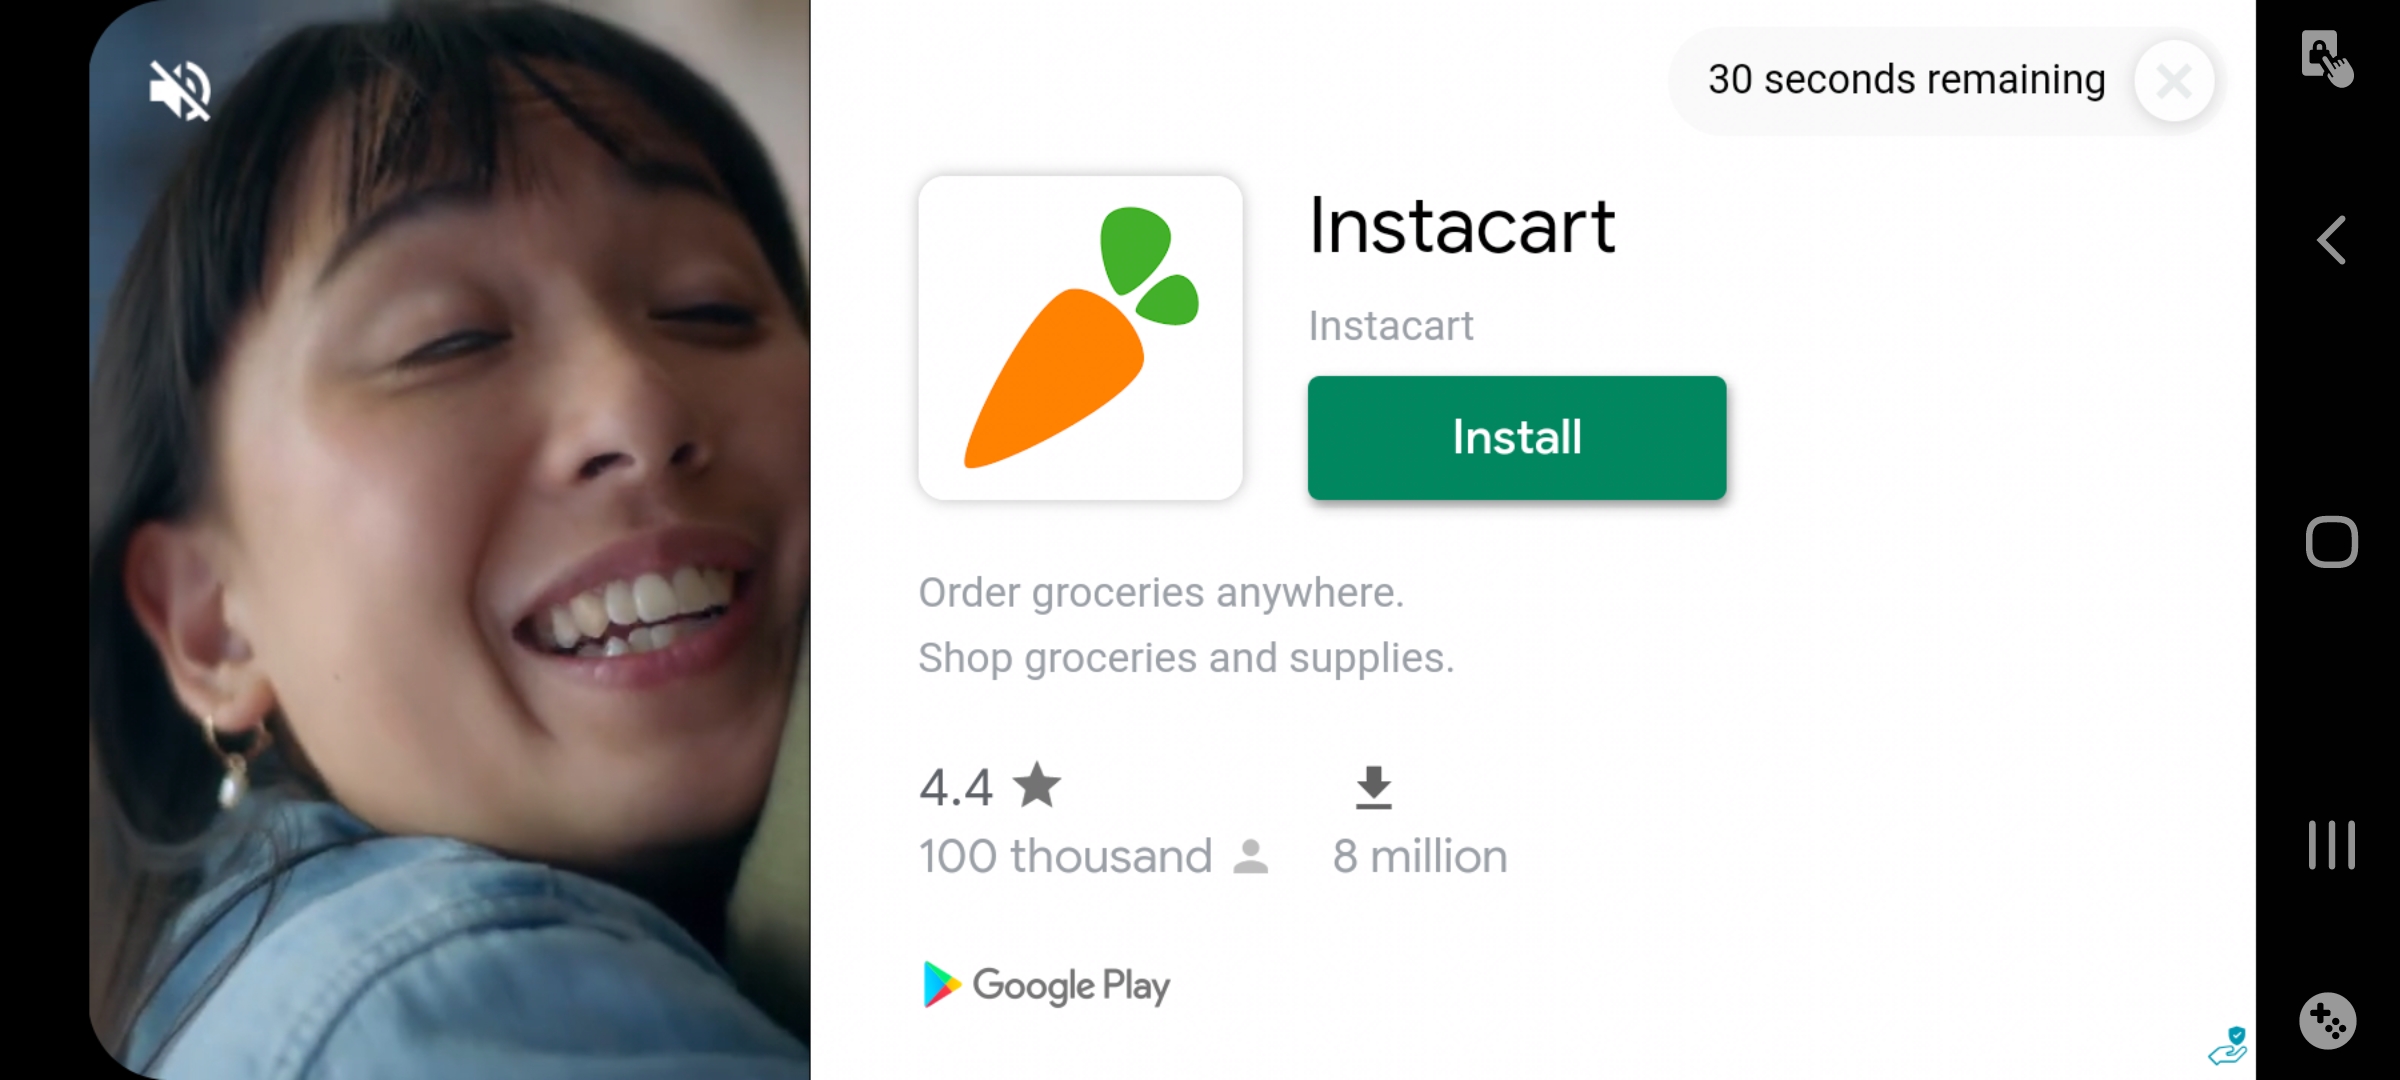 30 seconds remaining
Instacart
Instacart
Install
Order groceries anywhere.
Shop groceries and supplies.
4.4
100 thousand
8 million
Google Play